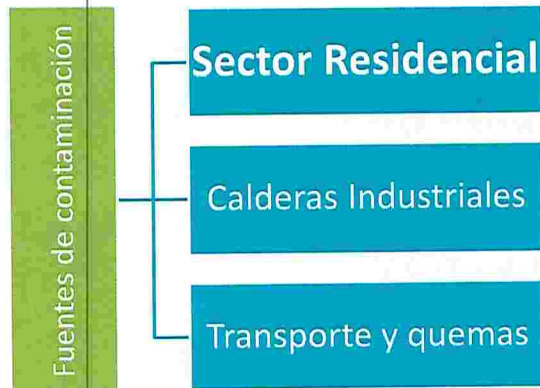 Fuentes de contaminación
Sector Residencial
Calderas Industriales
Transporte y quemas